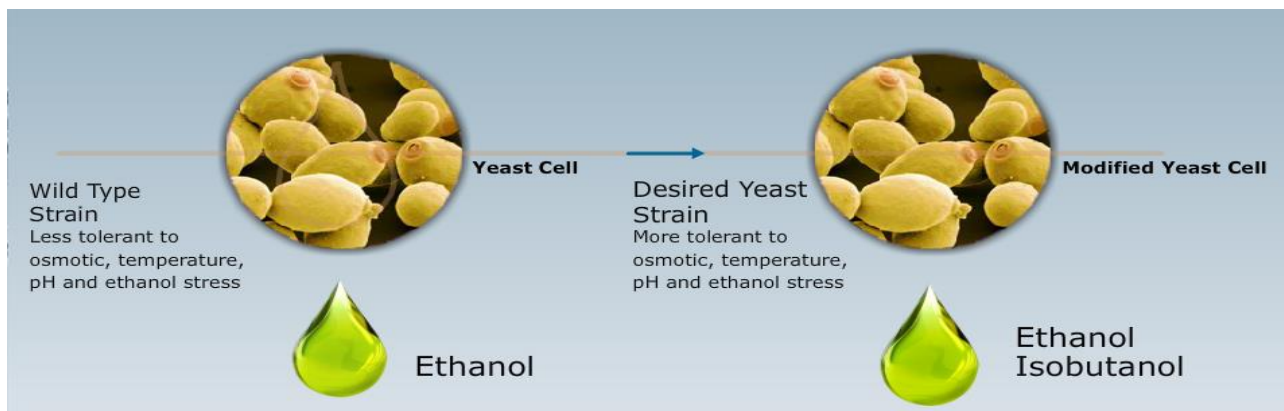 Yeast Cell
Wild Type
Strain
Less tolerant to
osmotic, temperature,
pH and ethanol stress
Ethanol
Modified Yeast Cell
Desired Yeast
Strain
More tolerant to
osmotic, temperature,
pH and ethanol stress
Ethanol
Isobutanol